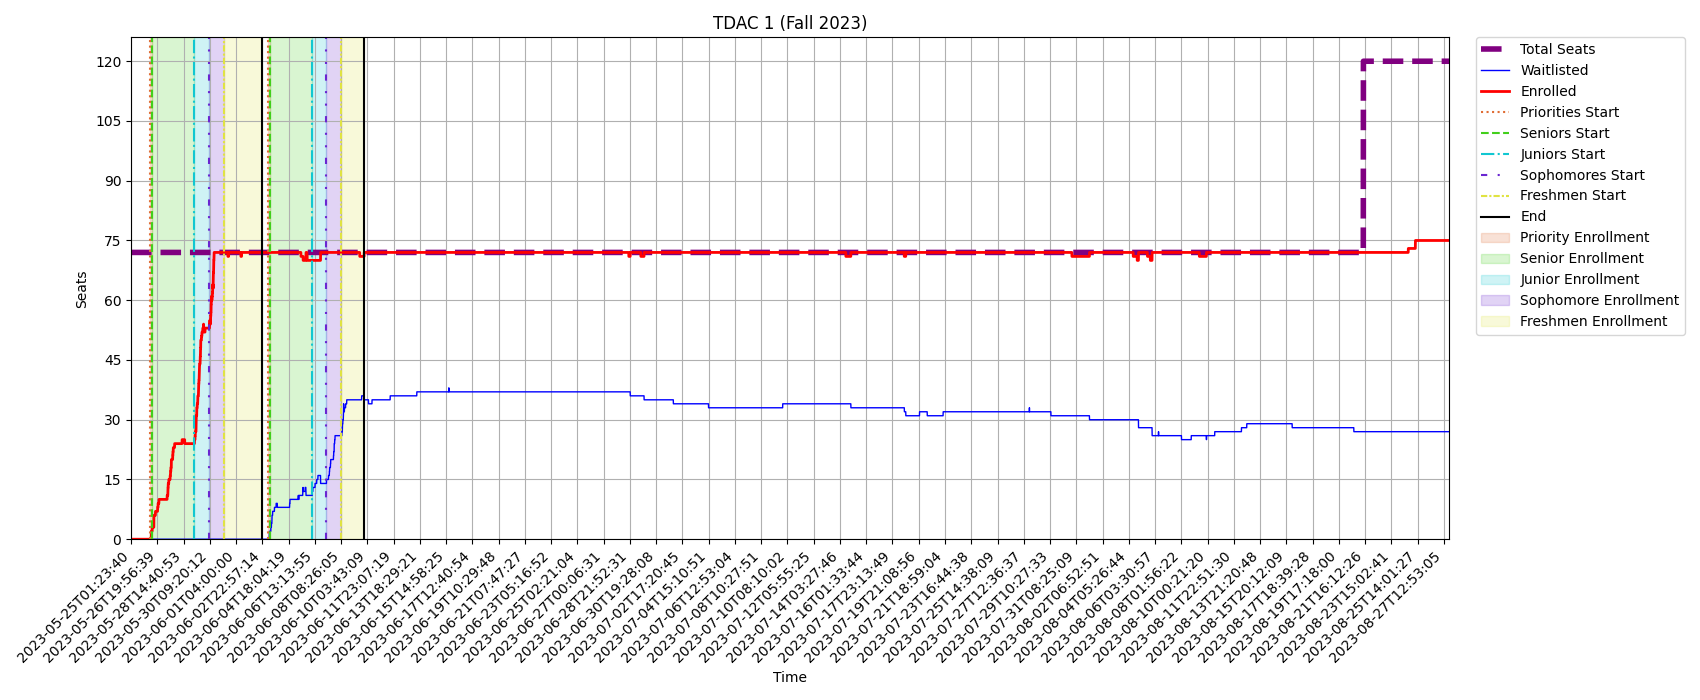 TDAC 1 (Fall 2023)
Seats
120
105
90
75
60
45
30
15
0
2023-05-25T01:23:40
2023-05-26T19:56:39
2023-05-28T14:40:53
2023-05-30T09:20:12
2023-06-01T04:00:00
2023-06-02T22:57:14
2023-06-04T18:04:19
2023-06-06T13:13:55
2023-06-08T08:26:05
2023-06-10T03:43:09
2023-06-11T23:07:19
2023-06-13T18:29:21
2023-06-15T14:58:25
2023-06-17T12:40:54
2023-06-19T10:29:48
2023-06-21T07:47:27
2023-06-23T05:16:52
2023-06-25T02:21:04
2023-06-27T00:06:31
2023-06-28T21:52:31
2023-06-30T19:28:08
2023-07-02T17:20:45
2023-07-04T15:10:51
2023-07-06T12:53:04
2023-07-08T10:27:51
2023-07-10T08:10:02
2023-07-12T05:55:25
2023-07-14T03:27:46
2023-07-16T01:33:44
2023-07-17T23:13:49
2023-07-19T21:08:56
2023-07-21T18:59:04
2023-07-23T16:44:38
2023-07-25T14:38:09
2023-07-27T12:36:37
2023-07-29T10:27:33
2023-07-31T08:25:09
2023-08-02T06:52:51
2023-08-04T05:26:44
2023-08-06T03:30:57
2023-08-08T01:56:22
2023-08-10T00:21:20
2023-08-11T22:51:30
2023-08-13T21:20:48
2023-08-15T20:12:09
2023-08-17T18:39:28
2023-08-19T17:18:00
2023-08-21T16:12:26
2023-08-23T15:02:41
2023-08-25T14:01:27
2023-08-27T12:53:05
Time
Total Seats
Waitlisted
Enrolled
Priorities Start
Seniors Start
Juniors Start
Sophomores Start
Freshmen Start
End
Priority Enrollment
Senior Enrollment
Junior Enrollment
Sophomore Enrollment
Freshmen Enrollment